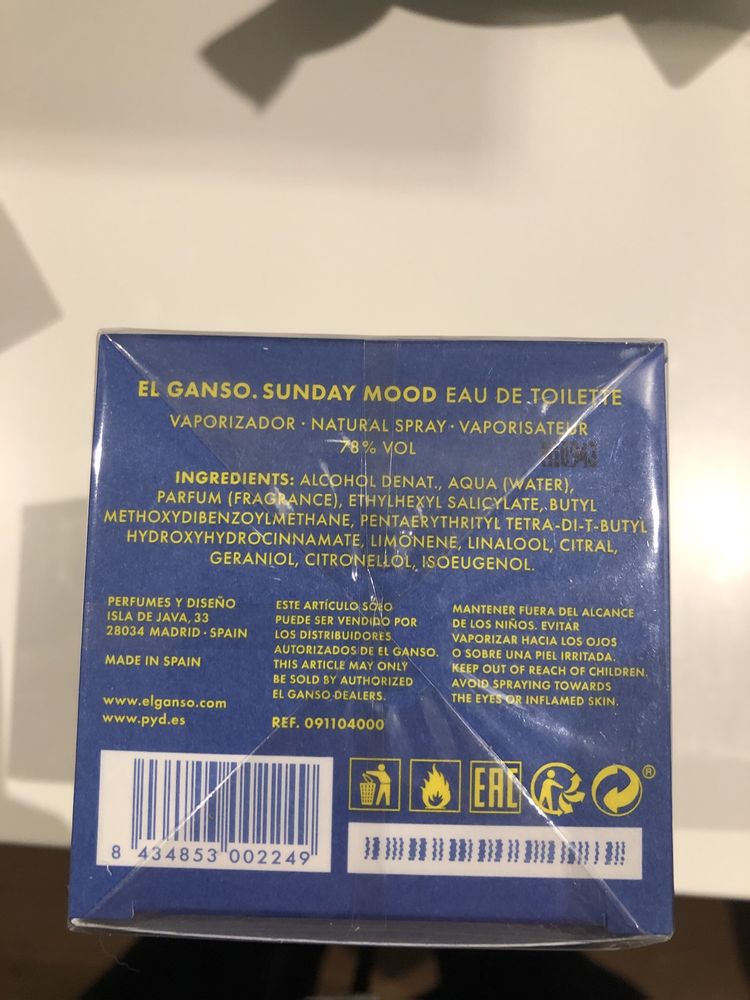 EL GANSO. SUNDAY MOOD EAU DE TOILETTE
VAPORIZADOR · NATURAL SPRAY · VAPORISATEUR
78% VOL
INGREDIENTS: ALCOHOL DENAT., AQUA (WATER),
PARFUM (FRAGRANCE), ETHYLHEXYL SALICYLATE, BUTYL
METHOXYDIBENZOYLMETHANE, PENTAERYTHRITYL TETRA-DI-T-BUTYL
HYDROXYHYDROCINNAMATE, LIMONENE, LINALOOL, CITRAL,
GERANIOL, CITRONELLOL, ISOEUGENOL.
PERFUMES Y DISEÑO
ISLA DE JAVA, 33
28034 MADRID · SPAIN
MADE IN SPAIN
www.elganso.com
www.pyd.es
ESTE ARTÍCULO SÓLO
PUEDE SER VENDIDO POR
LOS DISTRIBUIDORES
AUTORIZADOS DE EL GANSO.
THIS ARTICLE MAY ONLY
BE SOLD BY AUTHORIZED
EL GANSO DEALERS.
REF. 091104000
MANTENER FUERA DEL ALCANCE
DE LOS NIÑOS. EVITAR
VAPORIZAR HACIA LOS OJOS
O SOBRE UNA PIEL IRRITADA.
KEEP OUT OF REACH OF CHILDREN.
AVOID SPRAYING TOWARDS
THE EYES OR INFLAMED SKIN.
EAC
®
8 434853 002249